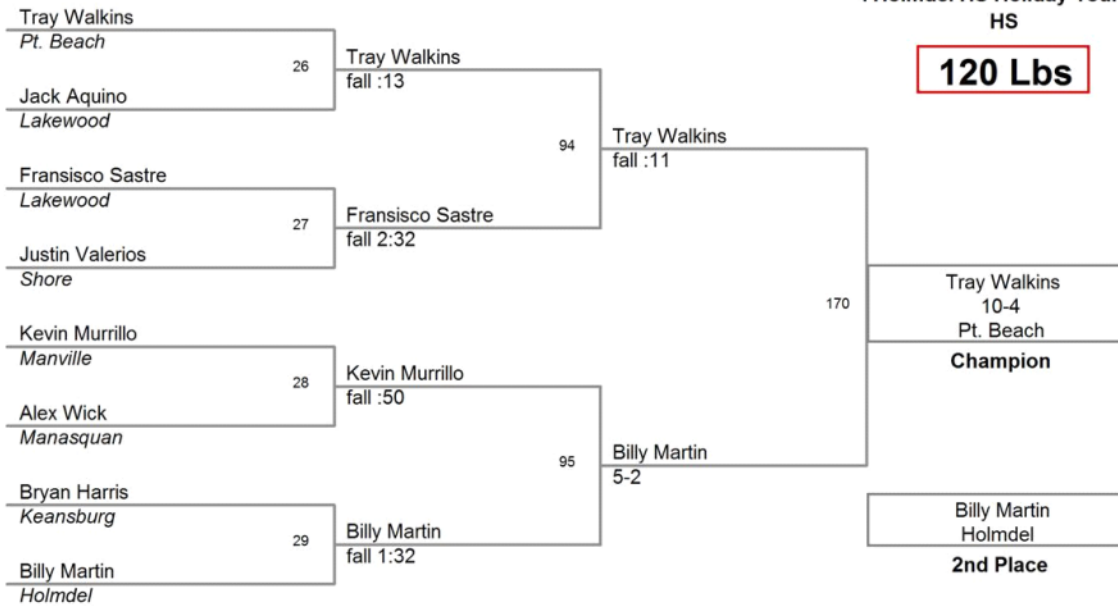 HS
120 Lbs
Tray Walkins
Pt. Beach
26
Jack Aquino
Lakewood
Fransisco Sastre
Lakewood
27
Justin Valerios
Shore
Kevin Murrillo
Manville
28
Alex Wick
Manasquan
Bryan Harris
Keansburg
29
Billy Martin
Holmdel
Tray Walkins
fall :13
94
Fransisco Sastre
fall 2:32
Kevin Murrillo
fall :50
95
Billy Martin
fall 1:32
Tray Walkins
fall :11
170
Billy Martin
5-2
Tray Walkins
10-4
Pt. Beach
Champion
Billy Martin
Holmdel
2nd Place